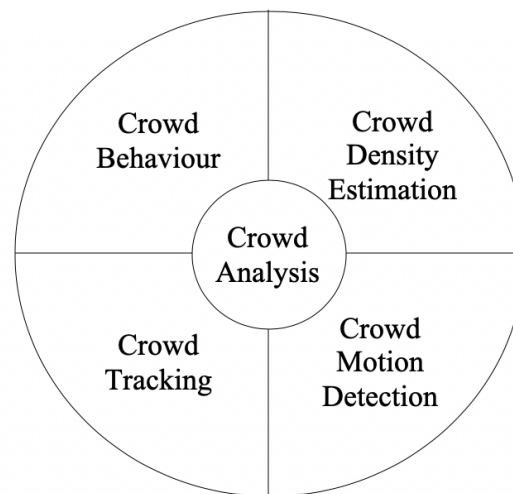 Crowd
Behaviour
Crowd
Density
Estimation
Crowd
Analysis
Crowd
Tracking
Crowd
Motion
Detection